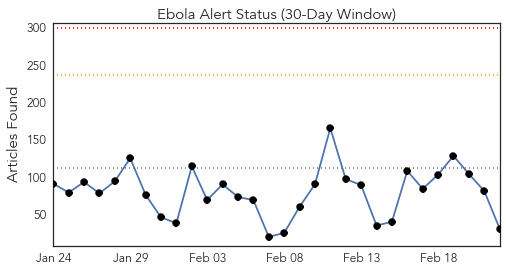 Ebola Alert Status (30-Day Window)
300
250
200
150
100
50
Articles Found
Jan 24
Jan 29
Feb 03
Feb 08
Feb 13
Feb 18